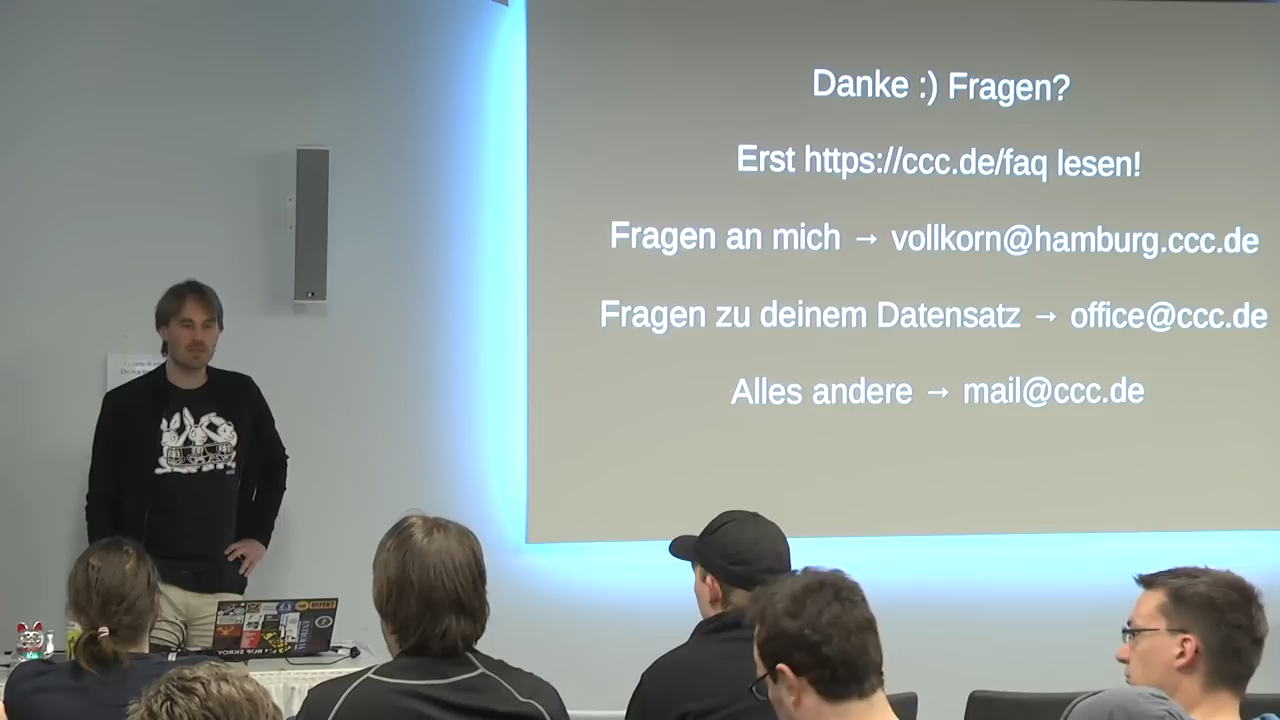 Danke :) Fragen?
Erst https://ccc.de/faq lesen!
Fragen an mich → vollkorn@hamburg.ccc.de
Fragen zu deinem Datensatz → office@ccc.de
Alles andere → mail@ccc.de